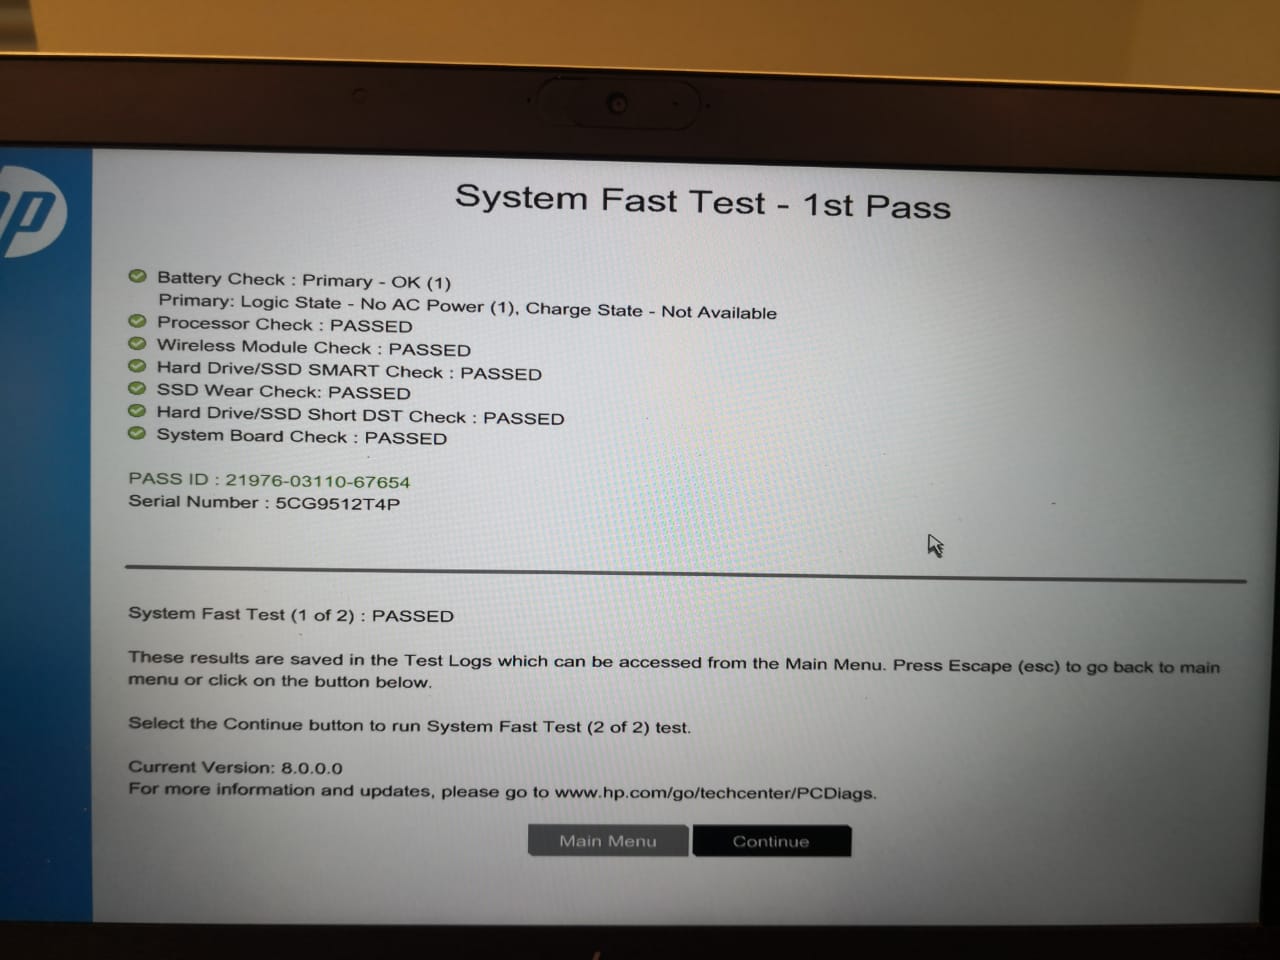 hp
System Fast Test - 1st Pass
Battery Check : Primary - OK (1)
Primary: Logic State - No AC Power (1), Charge State - Not Available
Processor Check : PASSED
Wireless Module Check : PASSED
Hard Drive/SSD SMART Check : PASSED
SSD Wear Check: PASSED
Hard Drive/SSD Short DST Check : PASSED
System Board Check : PASSED
PASS ID : 21976-03110-67654
Serial Number : 5CG9512T4P
System Fast Test (1 of 2) : PASSED
These results are saved in the Test Logs which can be accessed from the Main Menu. Press Escape (esc) to go back to main
menu or click on the button below.
Select the Continue button to run System Fast Test (2 of 2) test.
Current Version: 8.0.0.0
For more information and updates, please go to www.hp.com/go/techcenter/PCDiags.
Main Menu Continue